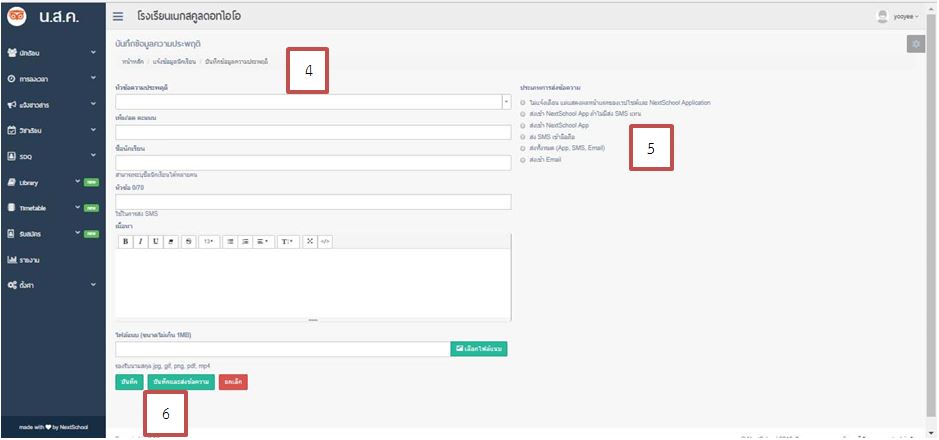 น.ส.ค.
โรงเรียนเนกสคูลดอทไอโอ
yooyee
บันทึกข้อมูลความประพฤติ
หน้าหลัก / แจ้งข้อมูลนักเรียน / บันทึกข้อมูลความประพฤติ
4
นักเรียน
การลงเวลา
แจ้งข่าวสาร
วิชาเรียน
SDQ
Library new
Timetable new
รับสมัคร new
รายงาน
ตั้งค่า
made with ♥ by NextSchool
หัวข้อความประพฤติ
เพิ่ม/ลด คะแนน
ชื่อนักเรียน
สามารถระบุชื่อนักเรียนได้หลายคน
หัวข้อ 0/70
ใช้ในการส่ง SMS
เนื้อหา
B I U S 13
ไฟล์แนบ (ขนาดไม่เกิน 1MB)
เลือกไฟล์แนบ
รองรับนามสกุล jpg, gif, png, pdf, mp4
บันทึก บันทึกและส่งข้อความ ยกเลิก
6
ประเภทการส่งข้อความ
ไม่แจ้งเตือน แต่แสดงผลหน้าแรกของเวปไซต์และ NextSchool Application
ส่งเข้า NextSchool App ถ้าไม่มีส่ง SMS แทน
ส่งเข้า NextSchool App
ส่ง SMS เข้ามือถือ
ส่งทั้งหมด (App, SMS, Email)
ส่งเข้า Email
5